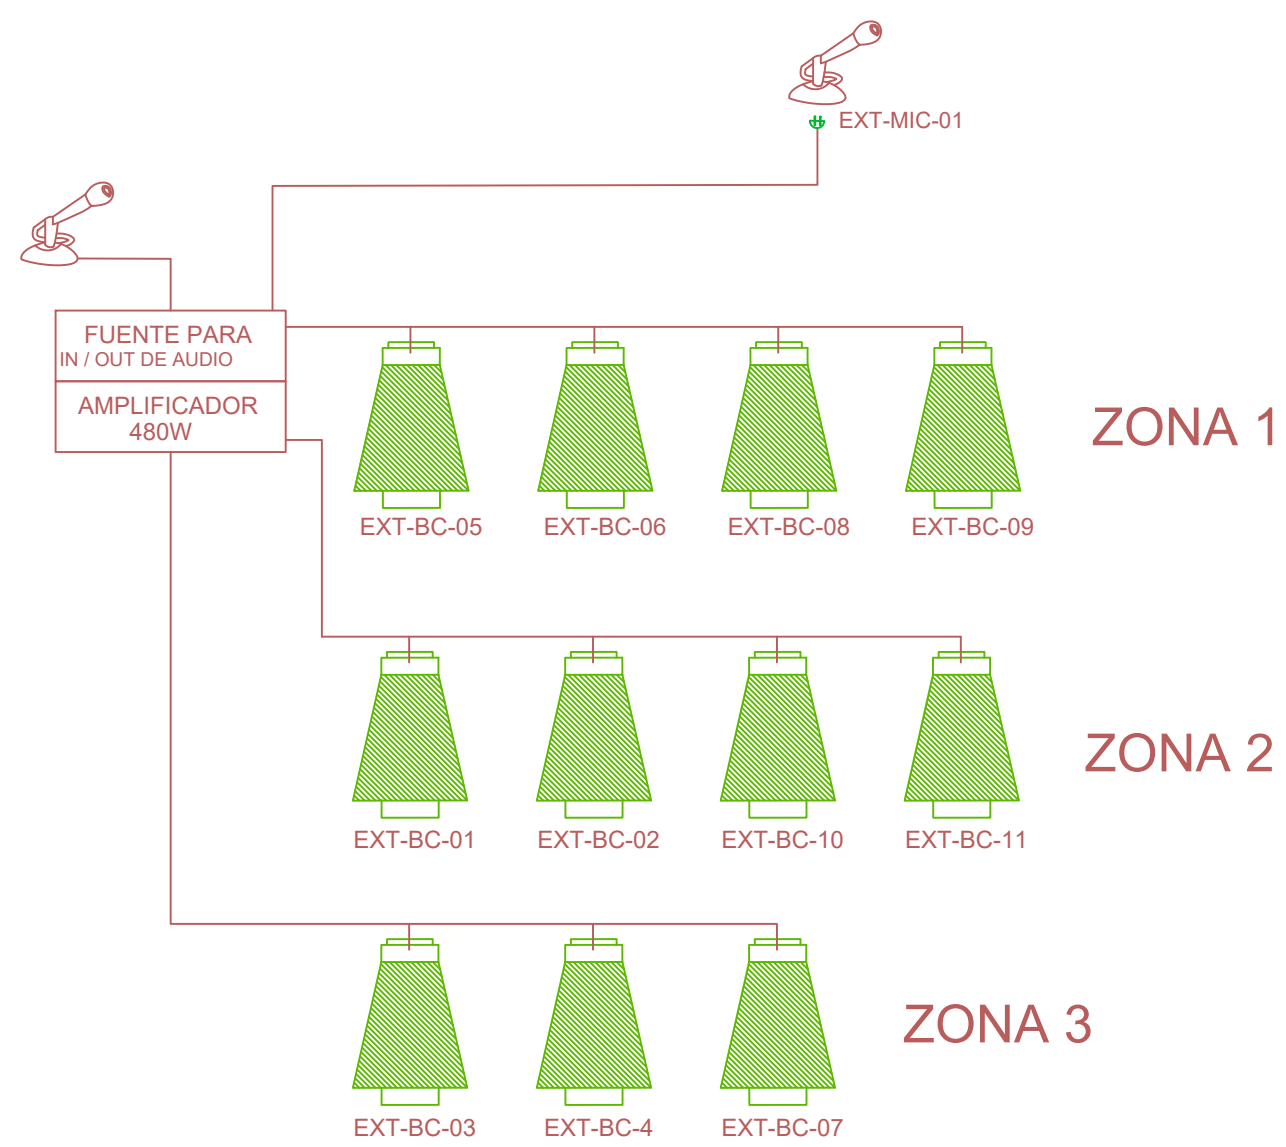 EXT-MIC-01
FUENTE PARA
IN / OUT DE AUDIO
AMPLIFICADOR
480W
ZONA 1
EXT-BC-05
EXT-BC-06
EXT-BC-08
EXT-BC-09
ZONA 2
EXT-BC-01
EXT-BC-02
EXT-BC-10
EXT-BC-11
ZONA 3
EXT-BC-03
EXT-BC-4
EXT-BC-07